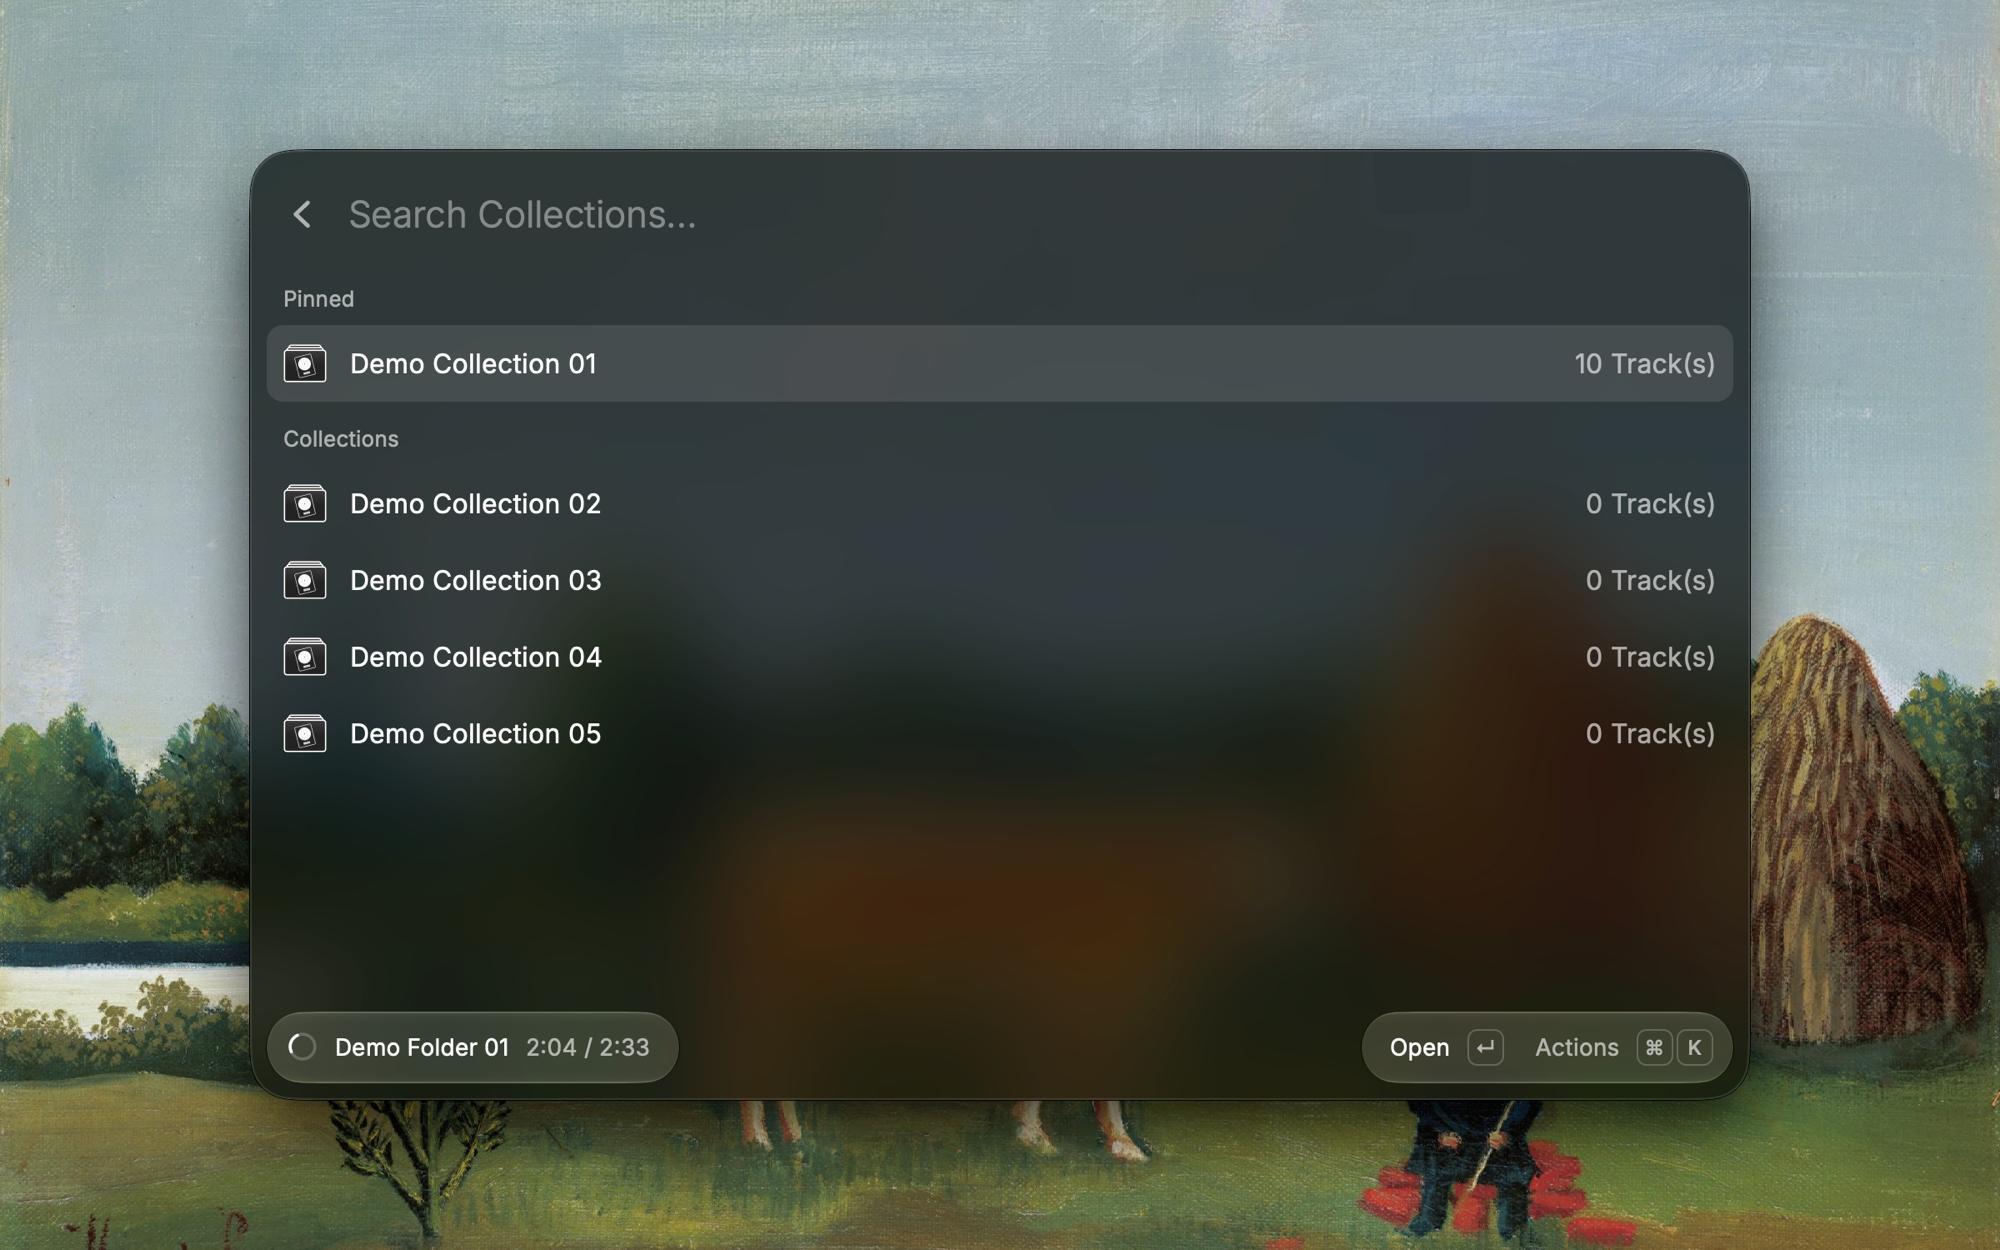 Search Collections...
Pinned
Demo Collection 01 10 Track(s)
Collections
Demo Collection 02 0 Track(s)
Demo Collection 03 0 Track(s)
Demo Collection 04 0 Track(s)
Demo Collection 05 0 Track(s)
Demo Folder 01 2:04 / 2:33 Open ↵ Actions ⌘ K